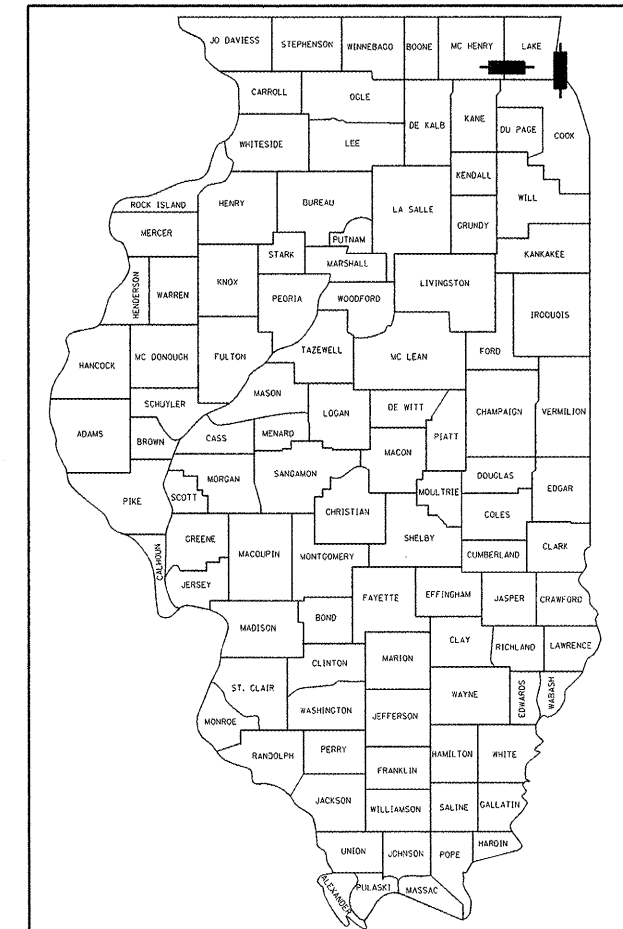 JO DAVIESS
STEPHENSON
WINNEBAGO
BOONE
MC HENRY
LAKE
CARROLL
OGLE
DE KALB
KANE
DU PAGE
COOK
WHITESIDE
LEE
KENDALL
WILL
ROCK ISLAND
HENRY
BUREAU
LA SALLE
GRUNDY
MERCER
PUTNAM
KANKAKEE
STARK
MARSHALL
HENDERSON
WARREN
KNOX
PEORIA
WOODFORD
LIVINGSTON
IROQUOIS
HANCOCK
MC DONOUGH
FULTON
TAZEWELL
MC LEAN
FORD
MASON
SCHUYLER
LOGAN
DE WITT
CHAMPAIGN
VERMILION
ADAMS
BROWN
CASS
MENARD
PIATT
MACON
PIKE
SCOTT
MORGAN
SANGAMON
MOULTRIE
DOUGLAS
EDGAR
CHRISTIAN
COLES
CALHOUN
GREENE
MACOUPIN
MONTGOMERY
SHELBY
CUMBERLAND
CLARK
JERSEY
FAYETTE
EFFINGHAM
JASPER
CRAWFORD
MADISON
BOND
CLAY
RICHLAND
LAWRENCE
MARION
CLINTON
ST. CLAIR
WAYNE
EDWARDS
WABASH
WASHINGTON
JEFFERSON
MONROE
RANDOLPH
PERRY
HAMILTON
WHITE
FRANKLIN
JACKSON
WILLIAMSON
SALINE
GALLATIN
UNION
JOHNSON
POPE
HARDIN
ALEXANDER
PULASKI
MASSAC